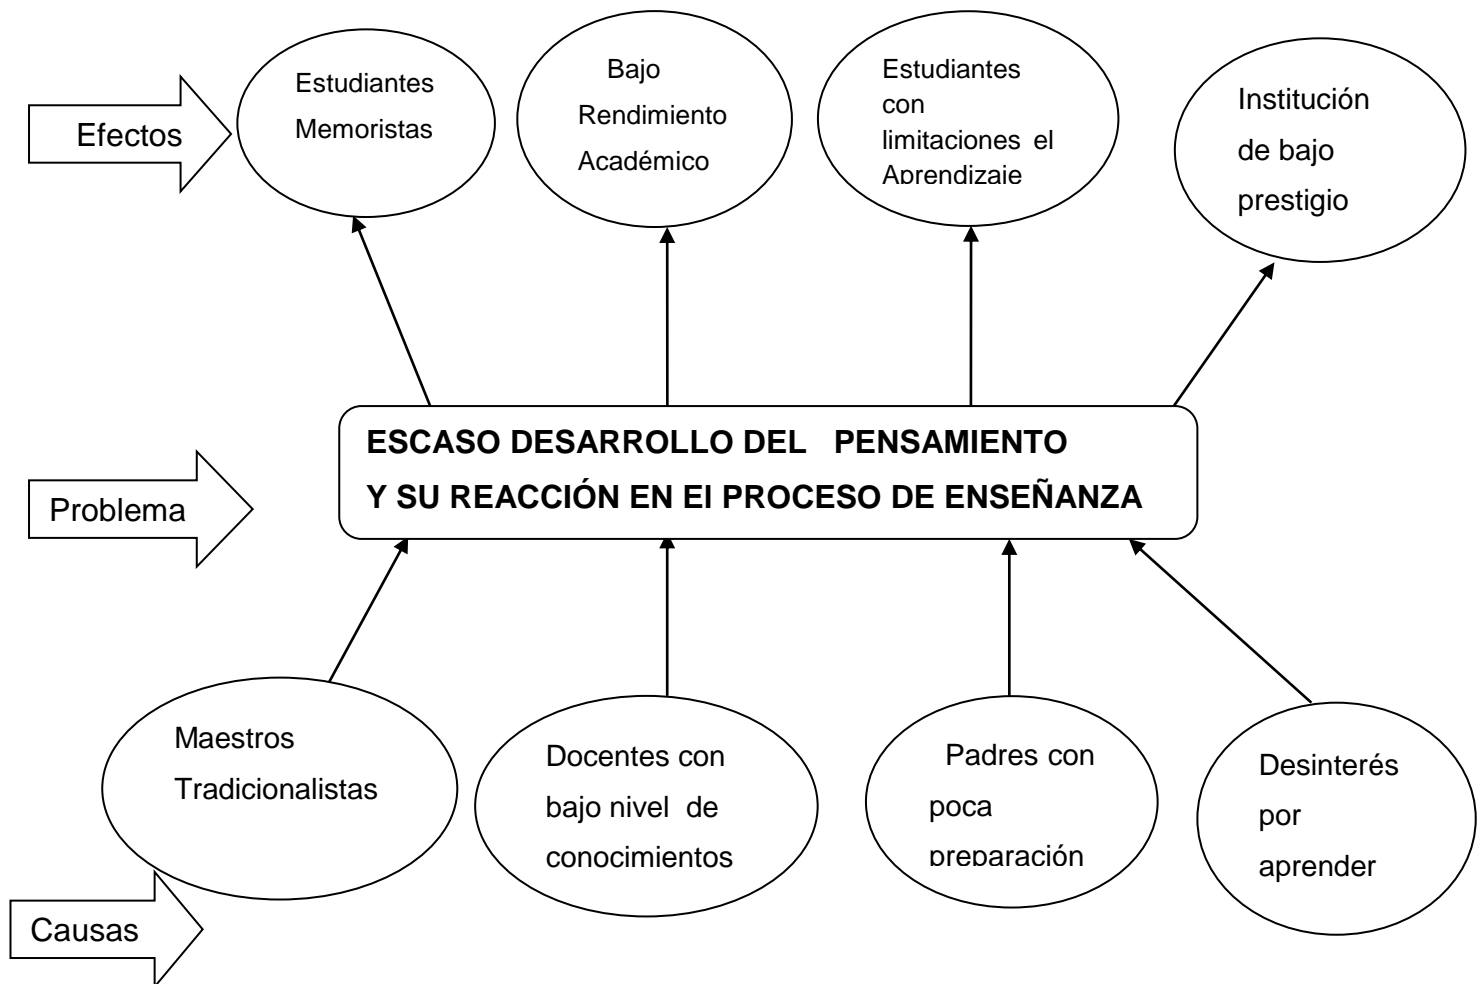 Efectos
Estudiantes
Memoristas
Bajo
Rendimiento
Académico
Estudiantes
con
limitaciones el
Aprendizaje
Institución
de bajo
prestigio
Problema
ESCASO DESARROLLO DEL PENSAMIENTO
Y SU REACCIÓN EN El PROCESO DE ENSEÑANZA
Maestros
Tradicionalistas
Docentes con
bajo nivel de
conocimientos
Padres con
poca
preparación
Desinterés
por
aprender
Causas